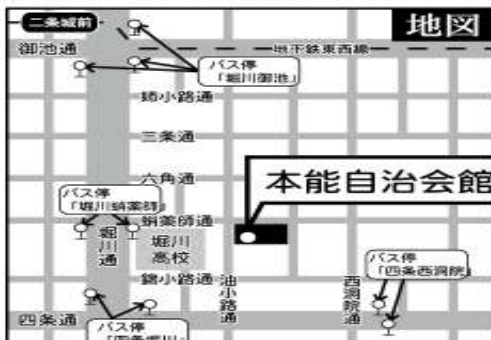 二条城前
地図
御池通
地下鉄東西線
バス停
「堀川御池」
姉小路通
三条通
六角通
本能自治会館
バス停
「堀川蛸薬師」
蛸薬師通
堀川通
堀川
高校
バス停
「四条西洞院」
錦小路通
油小路通
西洞院通
四条通
バス停
「四条堀川」